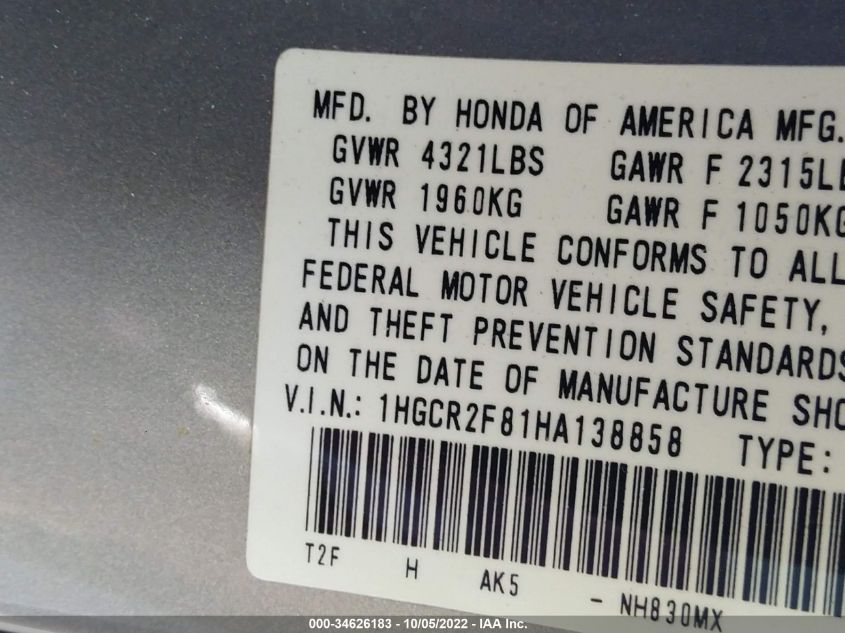 MFD. BY HONDA OF AMERICA MFG.
GVWR 4321LBS GAWR F 2315LB
GVWR 1960KG GAWR F 1050KG
THIS VEHICLE CONFORMS TO ALL
FEDERAL MOTOR VEHICLE SAFETY,
AND THEFT PREVENTION STANDARDS
ON THE DATE OF MANUFACTURE SHO
V.I.N.: 1HGCR2F81HA138858 TYPE:
T2F H AK5 - NH830MX
000-34626183 - 10/05/2022 - IAA Inc.